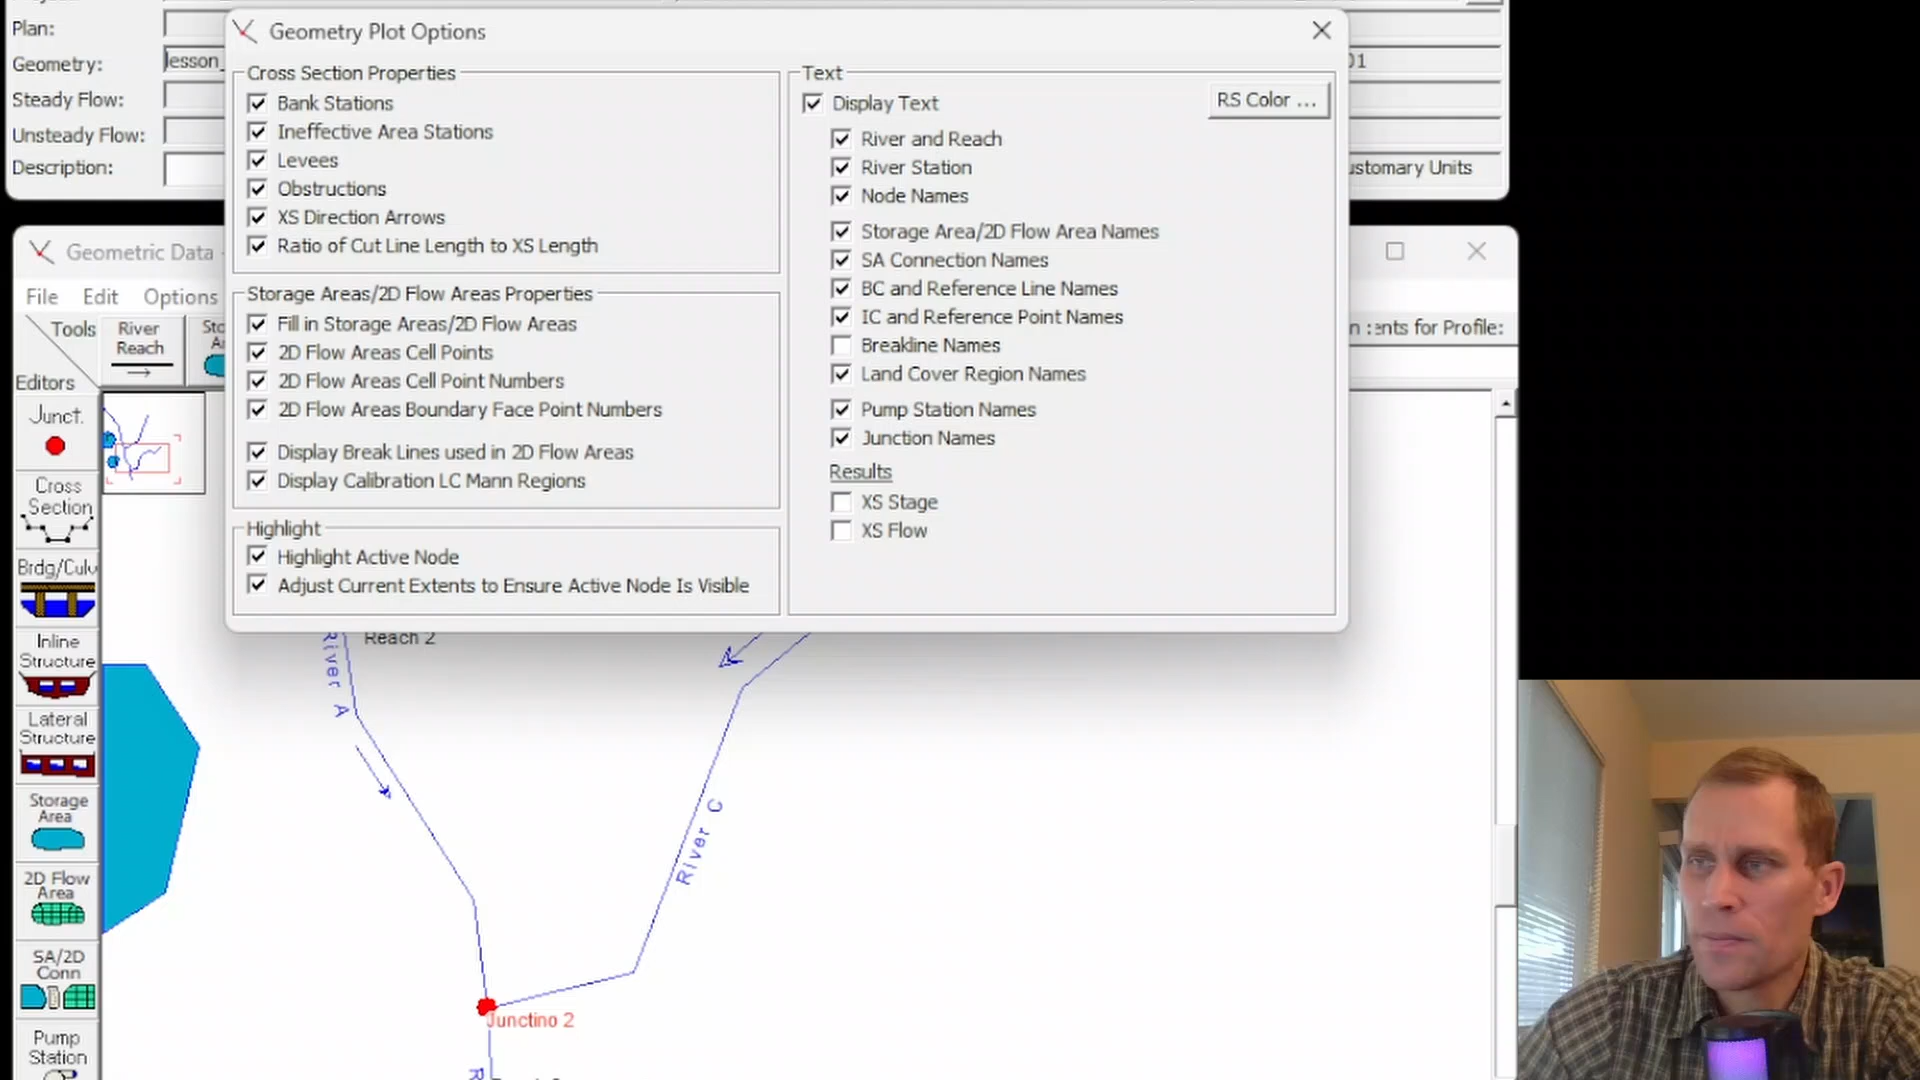 Plan:
Geometry:
lesson_
01
Steady Flow:
Unsteady Flow:
Description:
ustomary Units
Geometry Plot Options
Cross Section Properties
Bank Stations
Ineffective Area Stations
Levees
Obstructions
XS Direction Arrows
Ratio of Cut Line Length to XS Length
Storage Areas/2D Flow Areas Properties
Fill in Storage Areas/2D Flow Areas
2D Flow Areas Cell Points
2D Flow Areas Cell Point Numbers
2D Flow Areas Boundary Face Point Numbers
Display Break Lines used in 2D Flow Areas
Display Calibration LC Mann Regions
Highlight
Highlight Active Node
Adjust Current Extents to Ensure Active Node Is Visible
Text
Display Text
RS Color ...
River and Reach
River Station
Node Names
Storage Area/2D Flow Area Names
SA Connection Names
BC and Reference Line Names
IC and Reference Point Names
Breakline Names
Land Cover Region Names
Pump Station Names
Junction Names
Results
XS Stage
XS Flow
Geometric Data -
File Edit Options
Tools
River
Reach
Sto
Editors
n :ents for Profile:
Junct.
Cross
Section
Brdg/Culv
Inline
Structure
Lateral
Structure
Storage
Area
2D Flow
Area
SA/2D
Conn
Pump
Station
Reach 2
River A
River C
Junctino 2
R